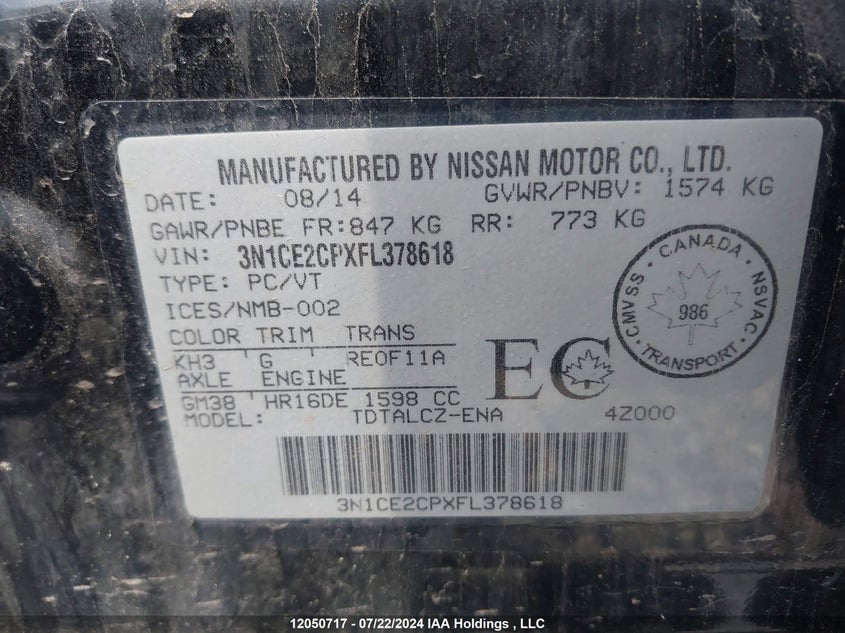 MANUFACTURED BY NISSAN MOTOR CO., LTD.
DATE: 08/14 GVWR/PNBV: 1574 KG
GAWR/PNBE FR:847 KG RR: 773 KG
VIN: 3N1CE2CPXFL378618
TYPE: PC/VT
ICES/NMB-002
COLOR TRIM TRANS
KH3 G RE0F11A
AXLE ENGINE
GM38 HR16DE 1598 CC
MODEL: TDTALCZ-ENA 4Z000
EC
CMVSS · CANADA · NSVAC · TRANSPORT ·
986
3N1CE2CPXFL378618
12050717 - 07/22/2024 IAA Holdings , LLC